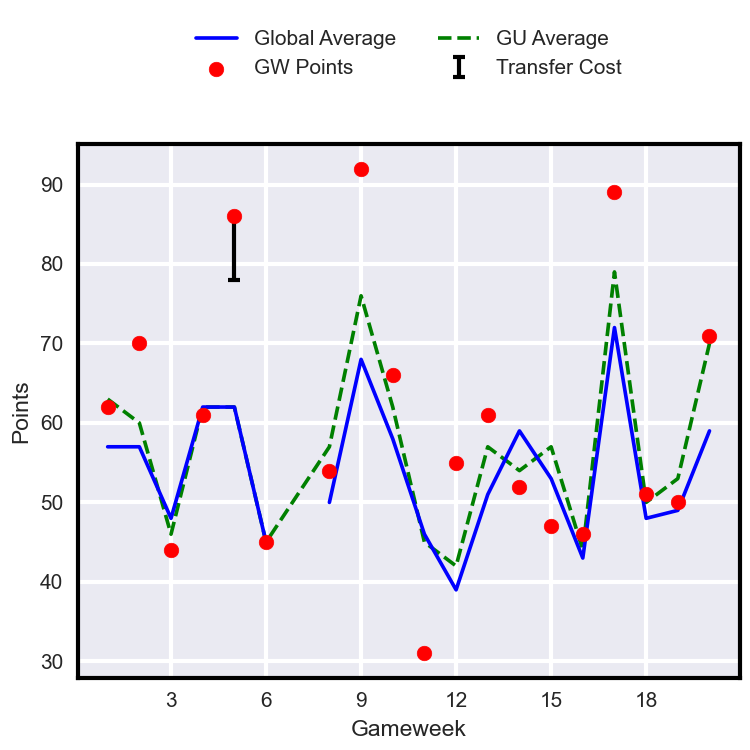 Global Average
GU Average
GW Points
Transfer Cost
90
80
70
60
50
40
30
Points
3 6 9 12 15 18
Gameweek